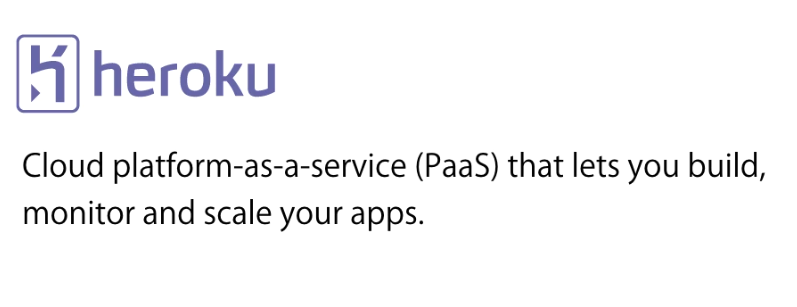 heroku
Cloud platform-as-a-service (PaaS) that lets you build,
monitor and scale your apps.